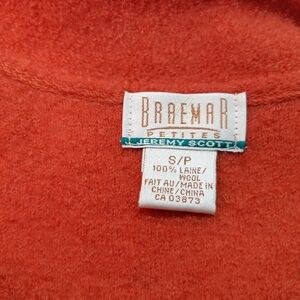 BRAEMAR
PETITES
JEREMY SCOTT
S/P
100% LAINE/
WOOL
FAIT AU/MADE IN
CHINE/CHINA
CA 03873